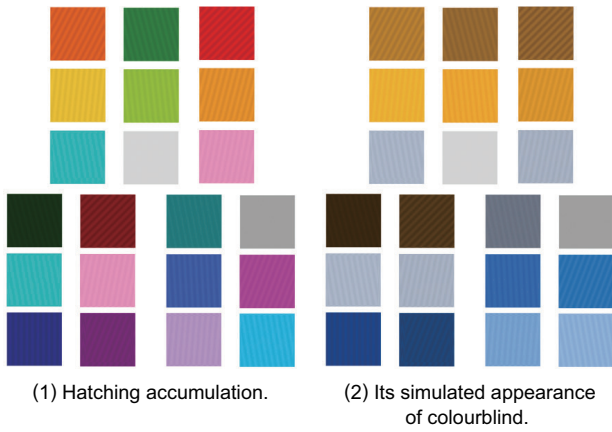 (1) Hatching accumulation.
(2) Its simulated appearance
of colourblind.